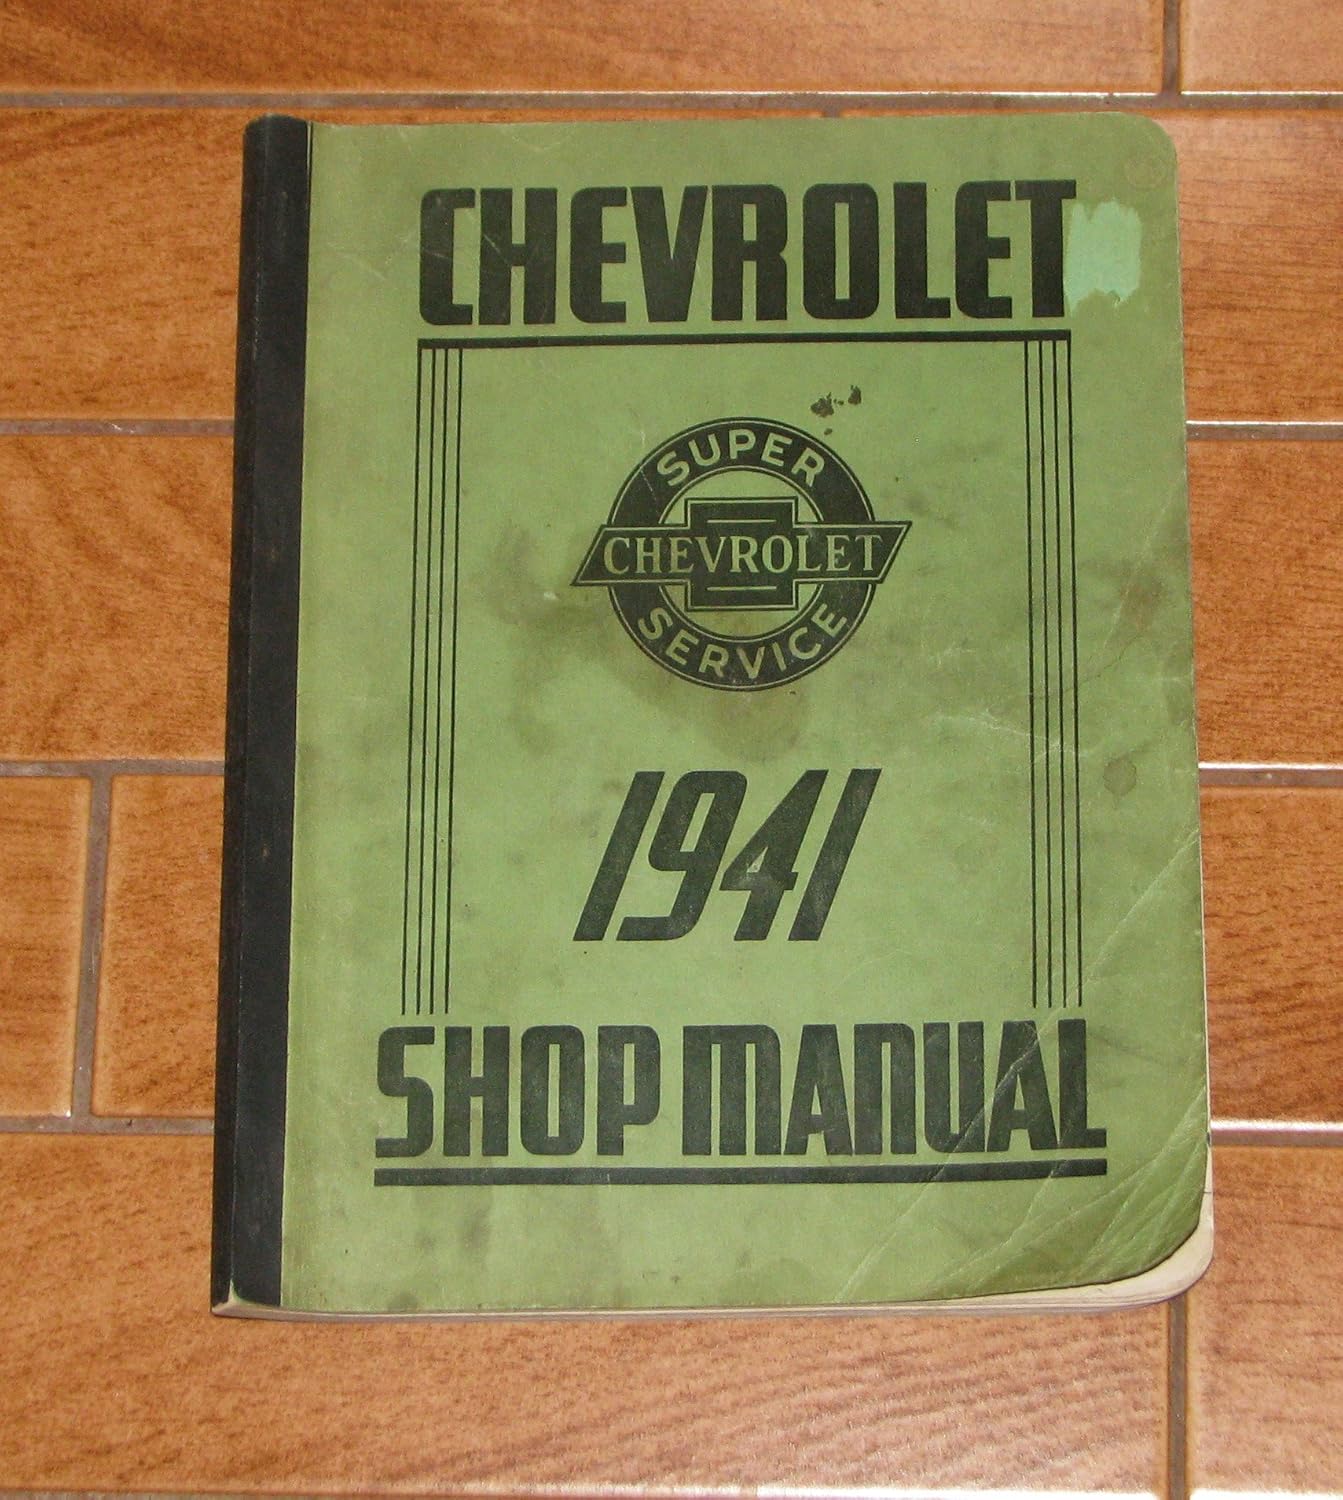 CHEVROLET
SUPER
CHEVROLET
SERVICE
1941
SHOP MANUAL